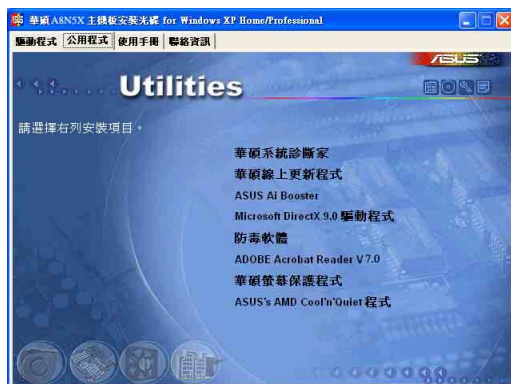 華碩 A8N5X 主機板安裝光碟 for Windows XP Home/Professional
驅動程式 公用程式 使用手冊 聯絡資訊
ASUS
Utilities
請選擇右列安裝項目。
華碩系統診斷家
華碩線上更新程式
ASUS Ai Booster
Microsoft DirectX 9.0 驅動程式
防毒軟體
ADOBE Acrobat Reader V7.0
華碩螢幕保護程式
ASUS's AMD Cool'n'Quiet 程式